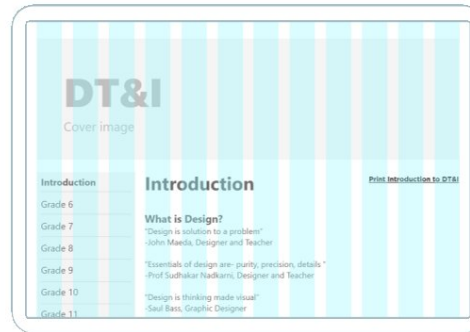 DT&I
Cover image
Introduction
Grade 6
Grade 7
Grade 8
Grade 9
Grade 10
Grade 11
Introduction
Print Introduction to DT&I
What is Design?
"Design is solution to a problem"
-John Maeda, Designer and Teacher
"Essentials of design are- purity, precision, details "
-Prof Sudhakar Nadkarni, Designer and Teacher
"Design is thinking made visual"
-Saul Bass, Graphic Designer